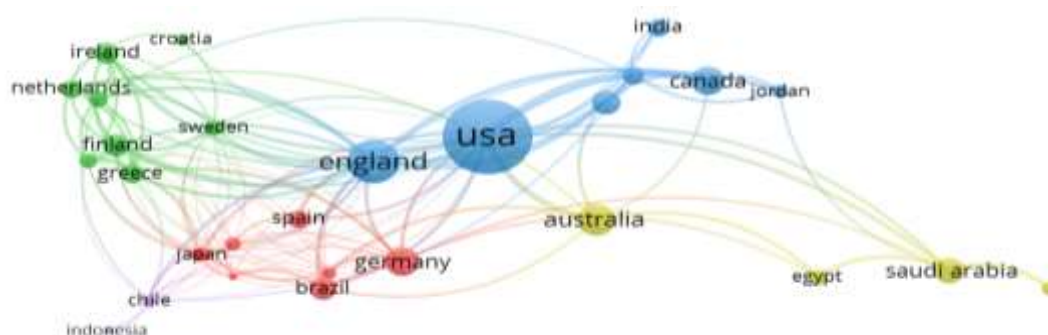 india
croatia
ireland
canada
netherlands
jordan
sweden
usa
finland
england
greece
spain
australia
japan
germany
saudi arabia
egypt
brazil
chile
indonesia